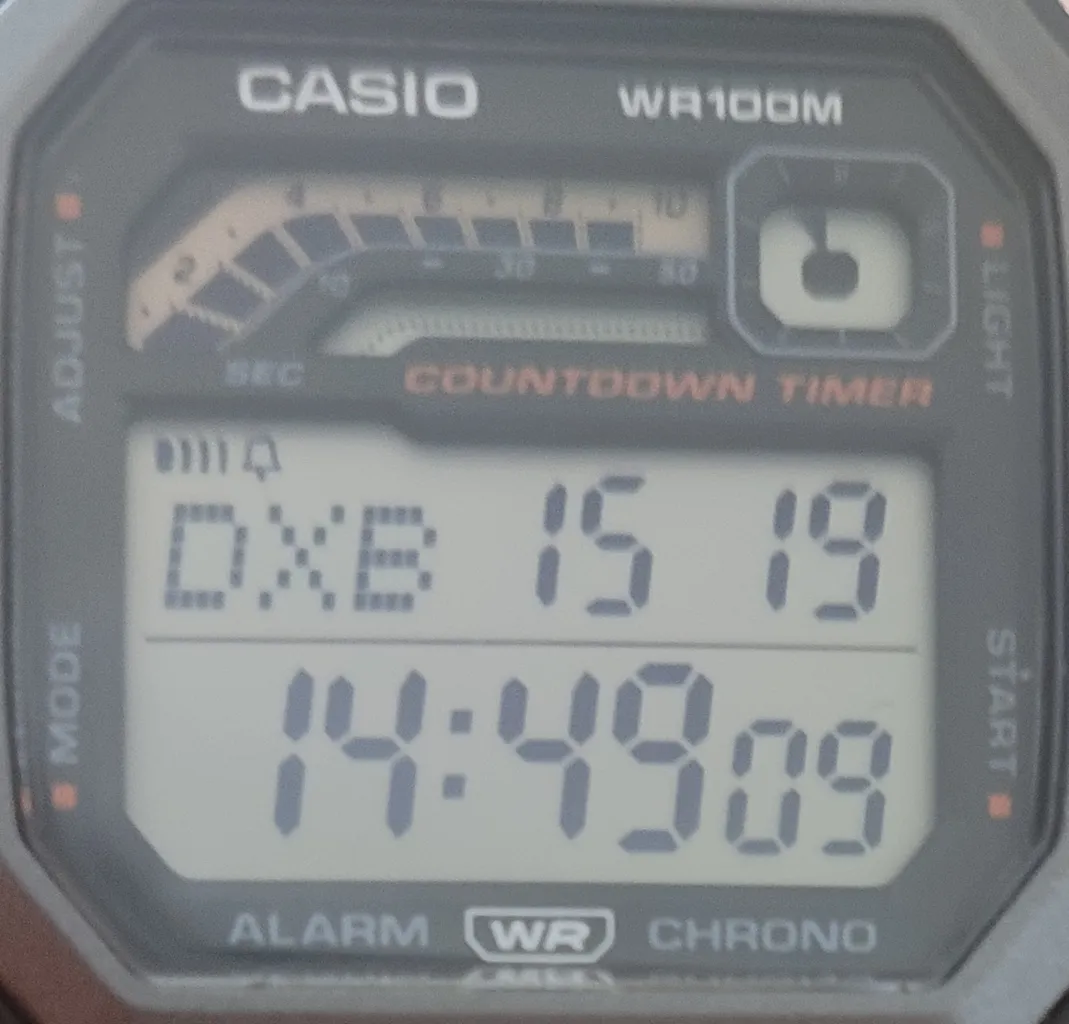 CASIO WR100M
4 6 8 10
2
30 50
ADJUST LIGHT
SEC COUNTDOWN TIMER
DXB 15 19
14:49 09
MODE START
ALARM WR CHRONO